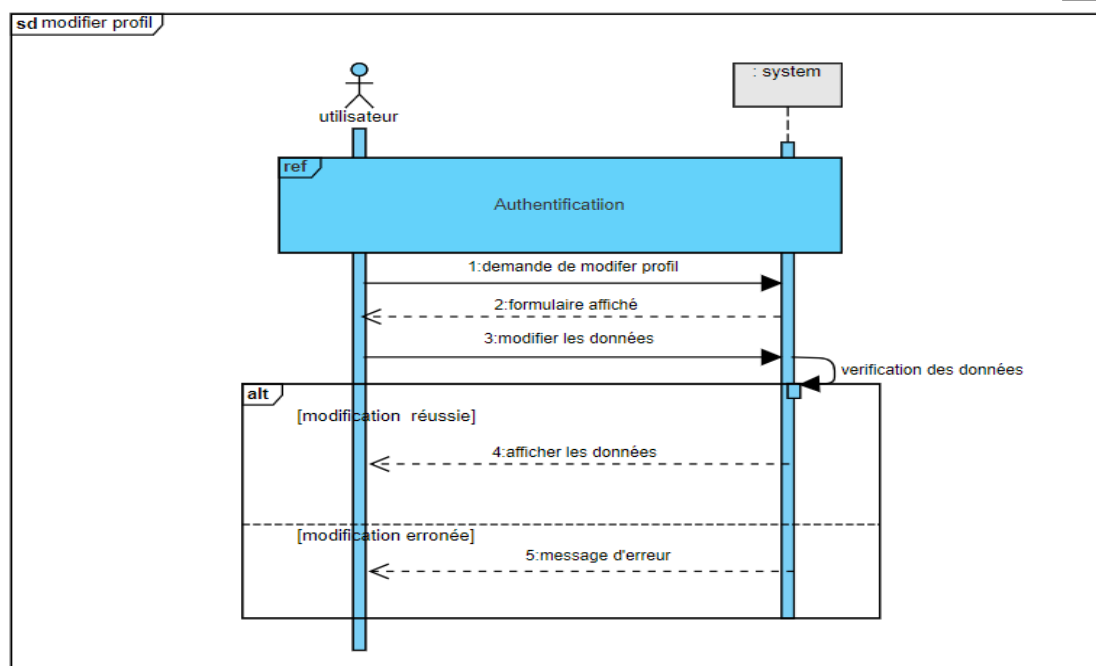 sd modifier profil
: system
utilisateur
ref
Authentificatiion
1:demande de modifer profil
2:formulaire affiché
3:modifier les données
verification des données
alt
[modification réussie]
4:afficher les données
[modification erronée]
5:message d'erreur